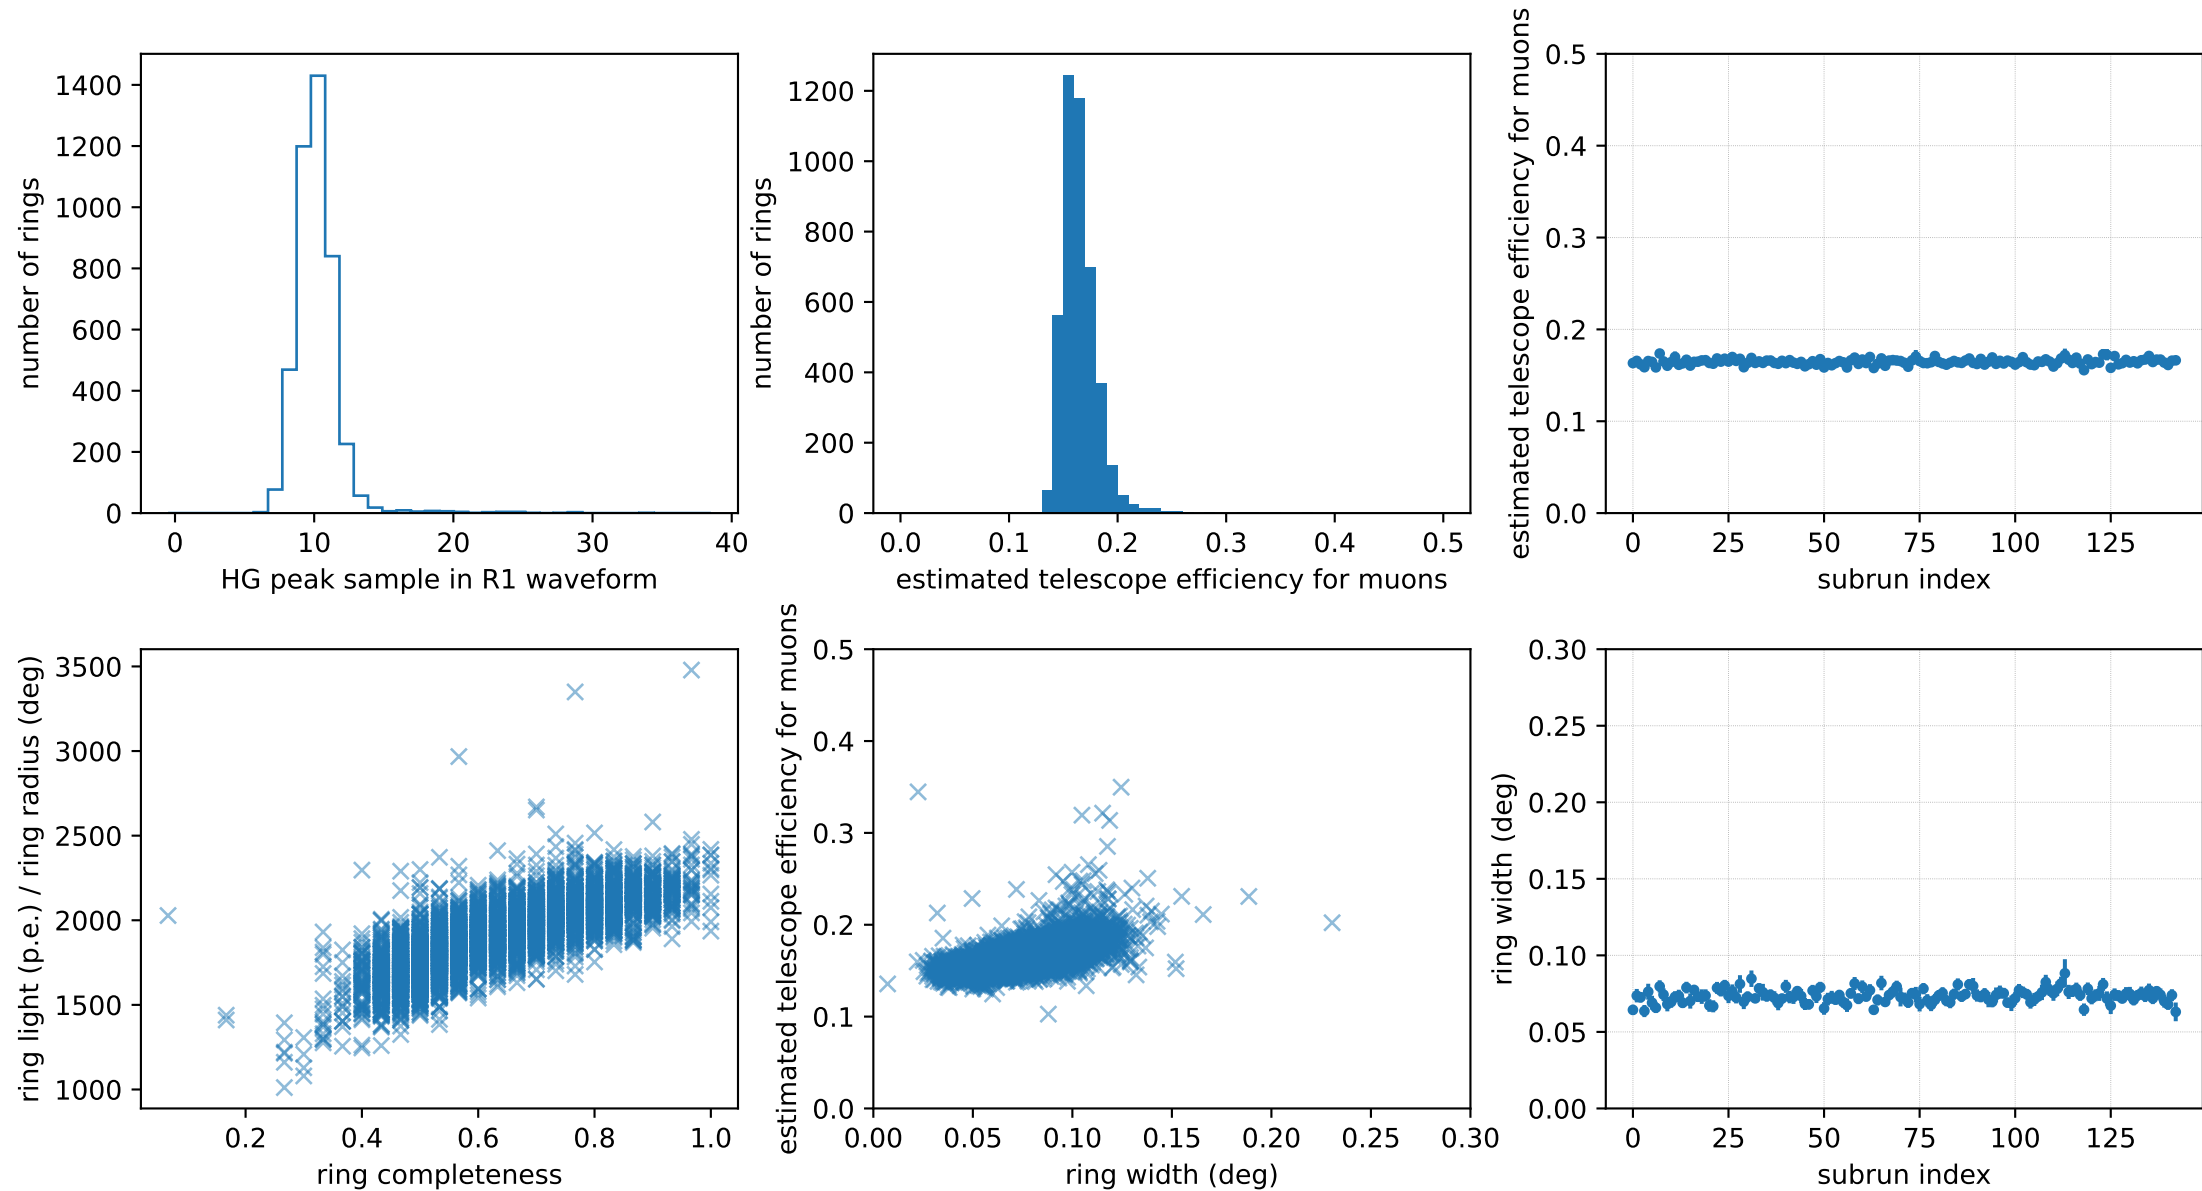 number of rings
1400
1200
1000
800
600
400
200
0
0 10 20 30 40
HG peak sample in R1 waveform
number of rings
1200
1000
800
600
400
200
0
0.0 0.1 0.2 0.3 0.4 0.5
estimated telescope efficiency for muons
estimated telescope efficiency for muons
0.5
0.4
0.3
0.2
0.1
0.0
0 25 50 75 100 125
subrun index
ring light (p.e.) / ring radius (deg)
3500
3000
2500
2000
1500
1000
0.2 0.4 0.6 0.8 1.0
ring completeness
estimated telescope efficiency for muons
0.5
0.4
0.3
0.2
0.1
0.0
0.00 0.05 0.10 0.15 0.20 0.25 0.30
ring width (deg)
ring width (deg)
0.30
0.25
0.20
0.15
0.10
0.05
0.00
0 25 50 75 100 125
subrun index